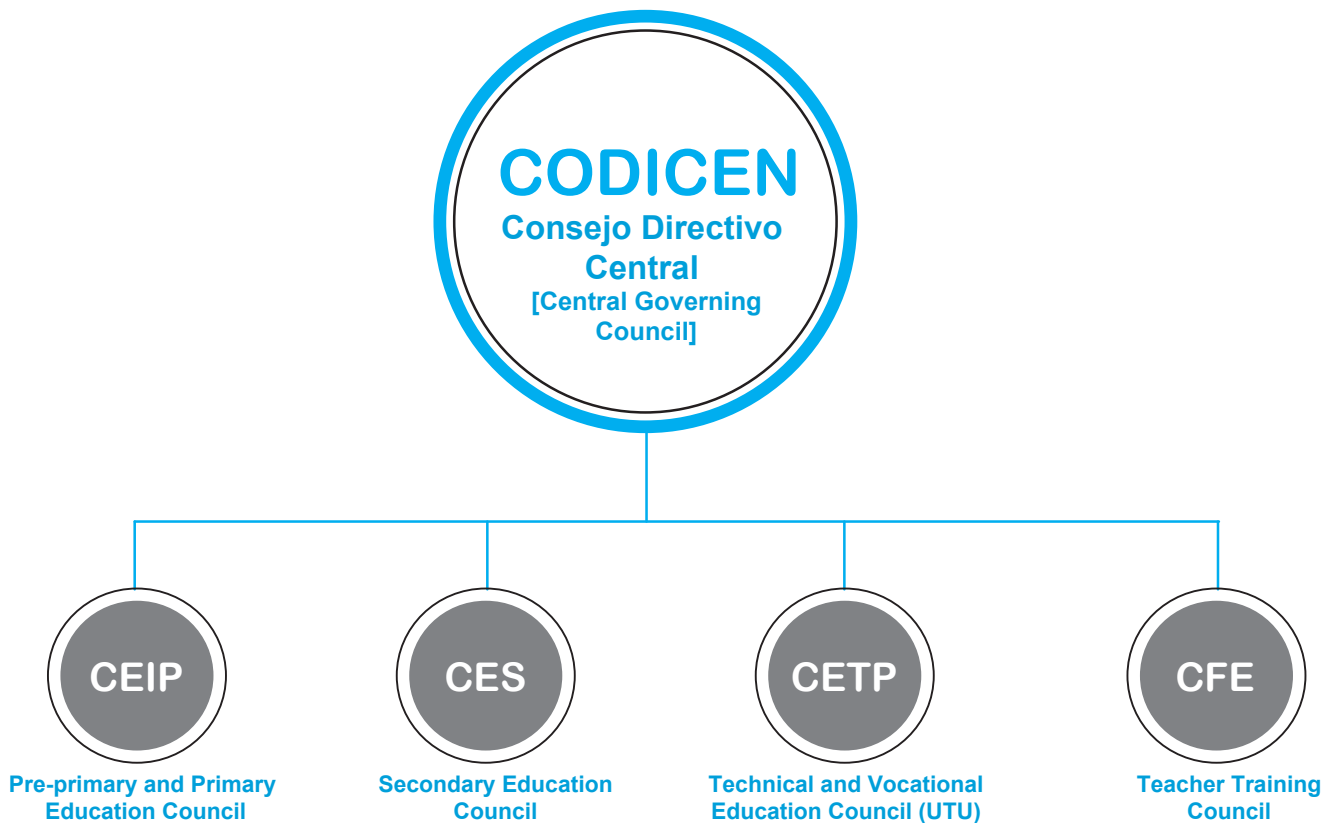 CODICEN
Consejo Directivo
Central
[Central Governing
Council]
CEIP
CES
CETP
CFE
Pre-primary and Primary
Education Council
Secondary Education
Council
Technical and Vocational
Education Council (UTU)
Teacher Training
Council